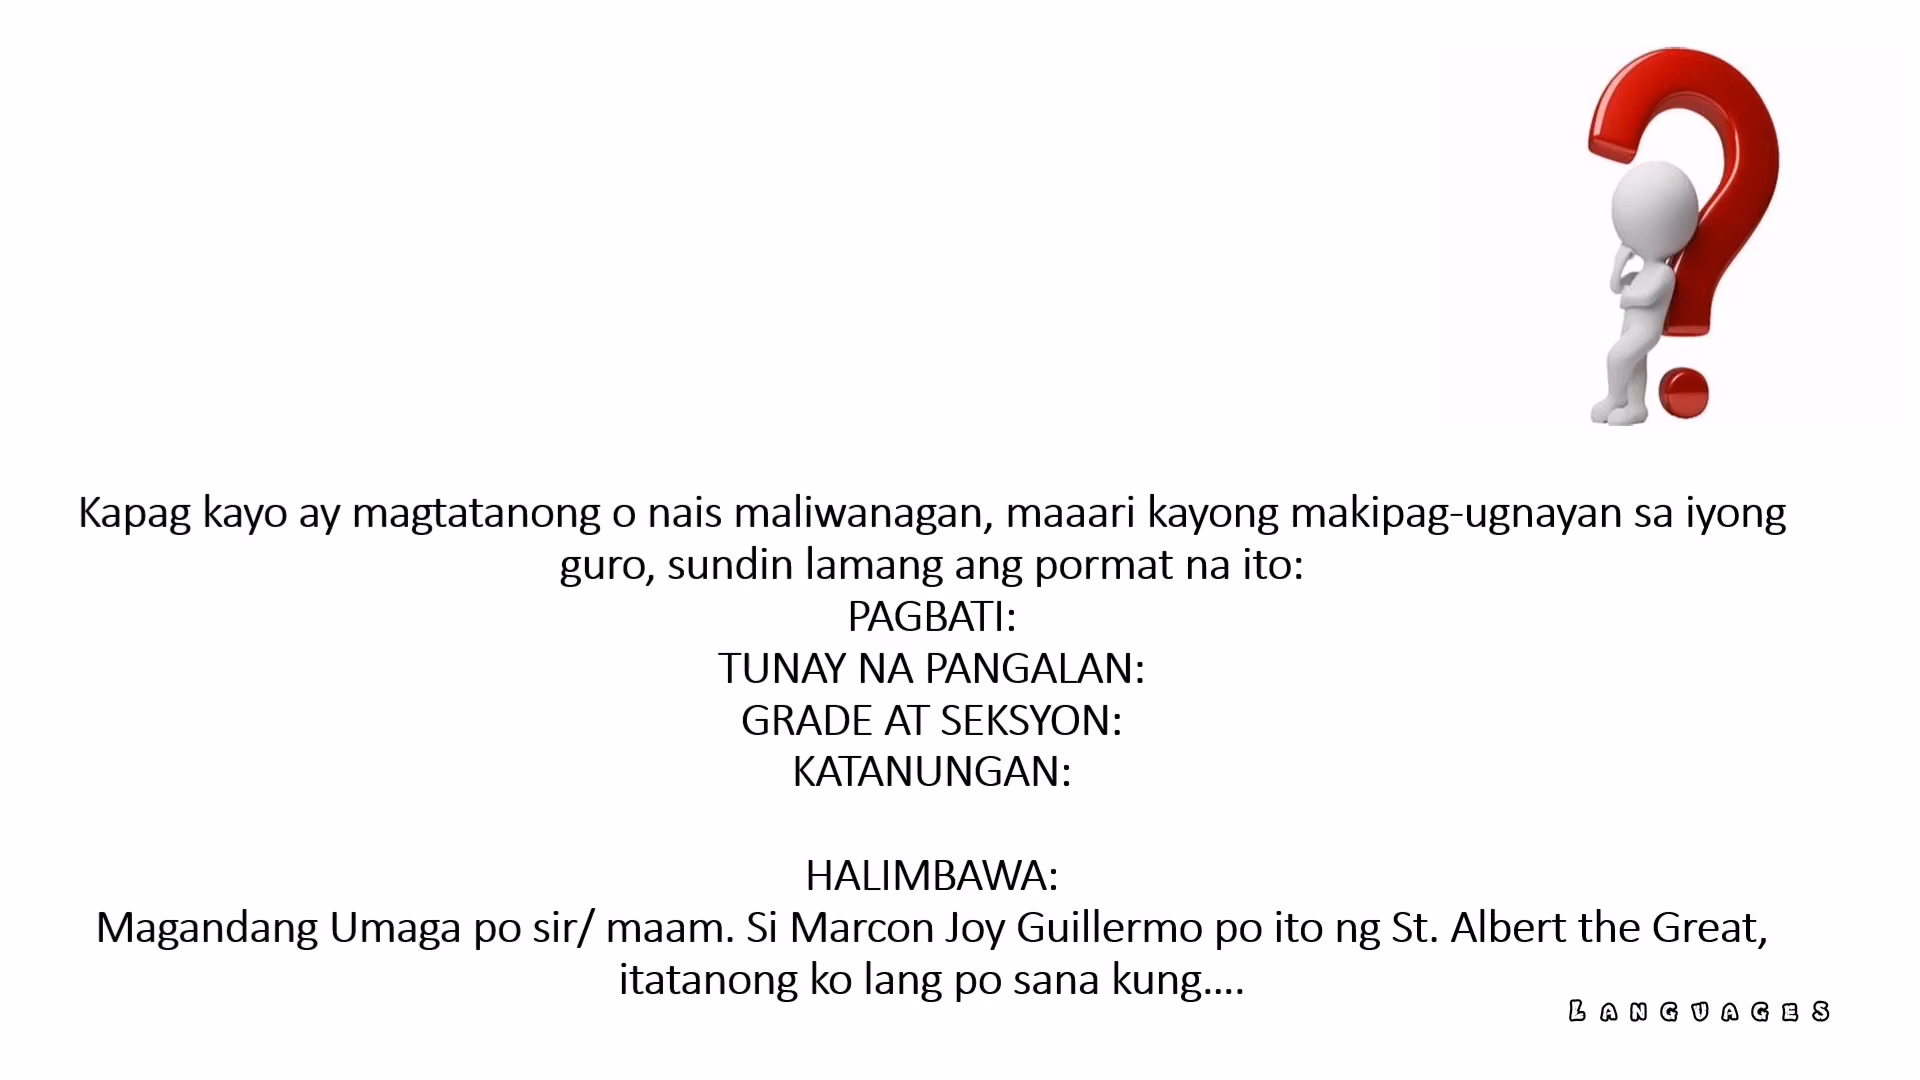 Kapag kayo ay magtatanong o nais maliwanagan, maaari kayong makipag-ugnayan sa iyong
guro, sundin lamang ang pormat na ito:
PAGBATI:
TUNAY NA PANGALAN:
GRADE AT SEKSYON:
KATANUNGAN:
HALIMBAWA:
Magandang Umaga po sir/ maam. Si Marcon Joy Guillermo po ito ng St. Albert the Great,
itatanong ko lang po sana kung....
LANGUAGES